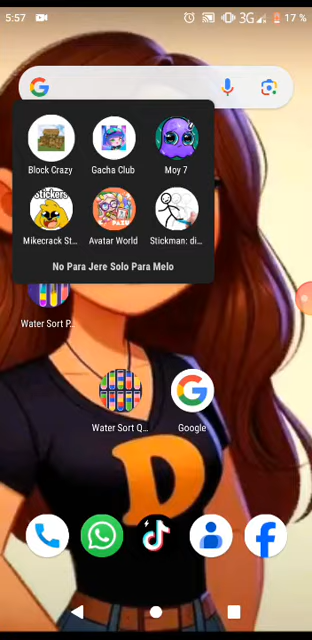 5:57
3G
17 %
Block Crazy
Gacha Club
Moy 7
Stickers
Mikecrack St...
Avatar World
Stickman: di...
No Para Jere Solo Para Melo
Water Sort P..
Water Sort Q...
Google
D